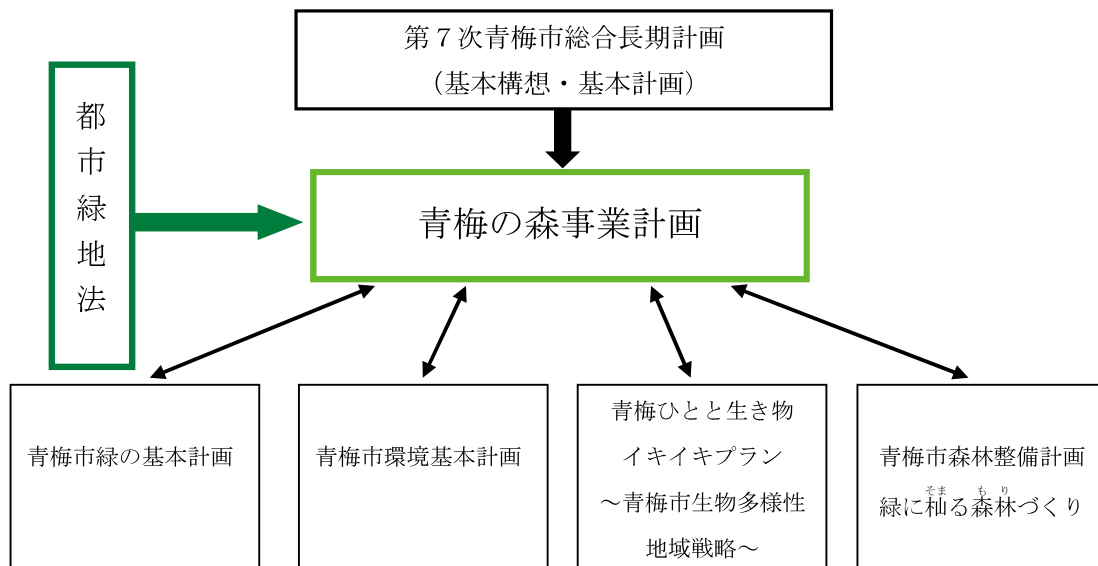 第７次青梅市総合長期計画
（基本構想・基本計画）
都市緑地法
青梅の森事業計画
青梅市緑の基本計画
青梅市環境基本計画
青梅ひとと生き物
イキイキプラン
～青梅市生物多様性
地域戦略～
青梅市森林整備計画
そま もり
緑に杣る森林づくり